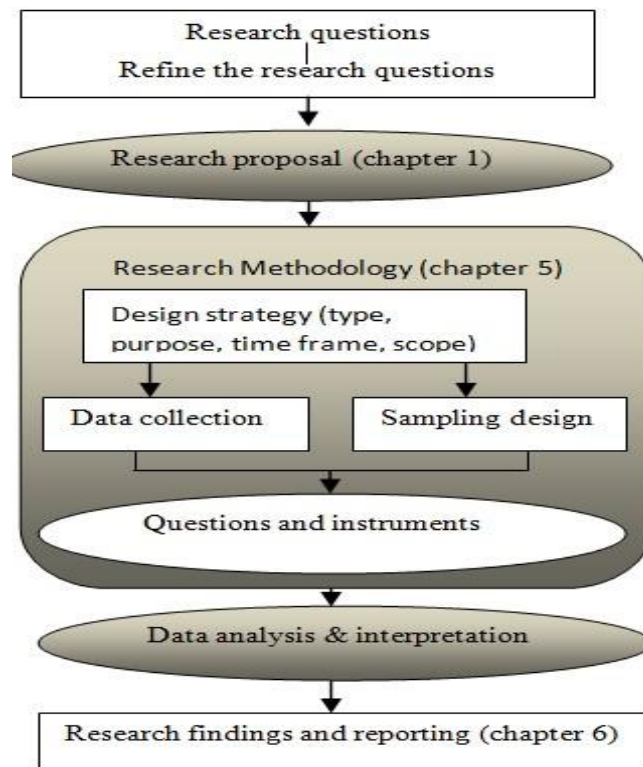 Research questions
Refine the research questions
Research proposal (chapter 1)
Research Methodology (chapter 5)
Design strategy (type,
purpose, time frame, scope)
Data collection
Sampling design
Questions and instruments
Data analysis & interpretation
Research findings and reporting (chapter 6)